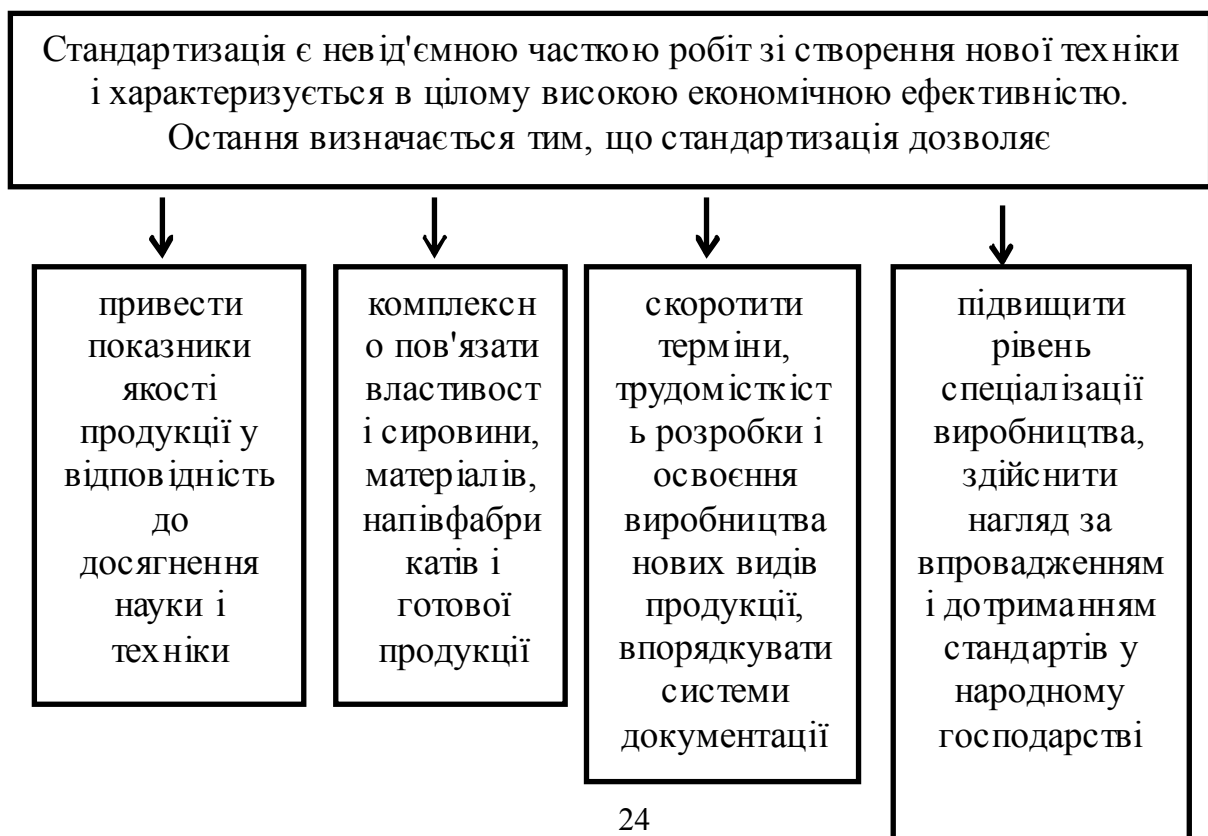 Стандартизація є невід'ємною часткою робіт зі створення нової техніки
і характеризується в цілому високою економічною ефективністю.
Остання визначається тим, що стандартизація дозволяє
привести
показники
якості
продукції у
відповідність
до
досягнення
науки і
техніки
комплексн
о пов'язати
властивост
і сировини,
матеріалів,
напівфабри
катів і
готової
продукції
скоротити
терміни,
трудомісткіст
ь розробки і
освоєння
виробництва
нових видів
продукції,
впорядкувати
системи
документації
підвищити
рівень
спеціалізації
виробництва,
здійснити
нагляд за
впровадженням
і дотриманням
стандартів у
народному
господарстві
24